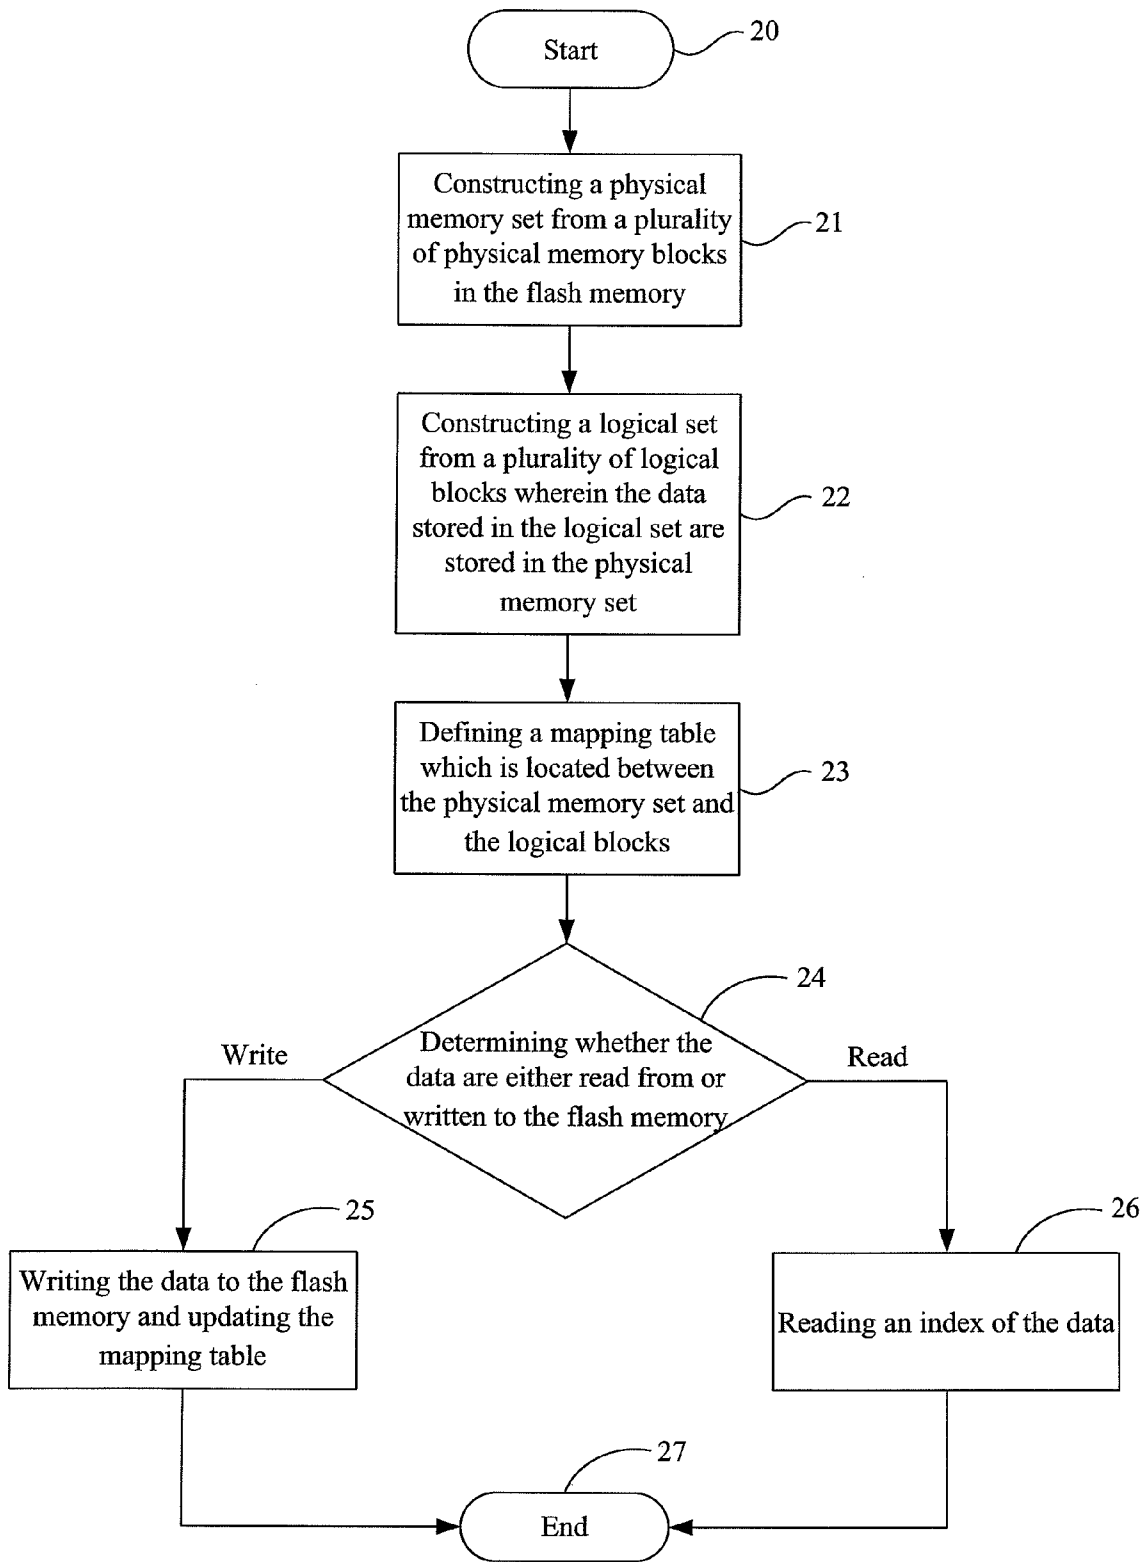 Start
20
Constructing a physical
memory set from a plurality
of physical memory blocks
in the flash memory
21
Constructing a logical set
from a plurality of logical
blocks wherein the data
stored in the logical set are
stored in the physical
memory set
22
Defining a mapping table
which is located between
the physical memory set and
the logical blocks
23
24
Determining whether the
data are either read from or
written to the flash memory
Write
Read
25
Writing the data to the flash
memory and updating the
mapping table
26
Reading an index of the data
27
End